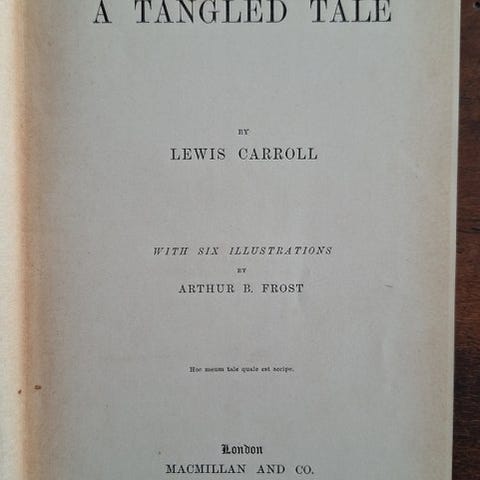 A TANGLED TALE
BY
LEWIS CARROLL
WITH SIX ILLUSTRATIONS
BY
ARTHUR B. FROST
Hoc meum tale quale est accipe.
London
MACMILLAN AND CO.